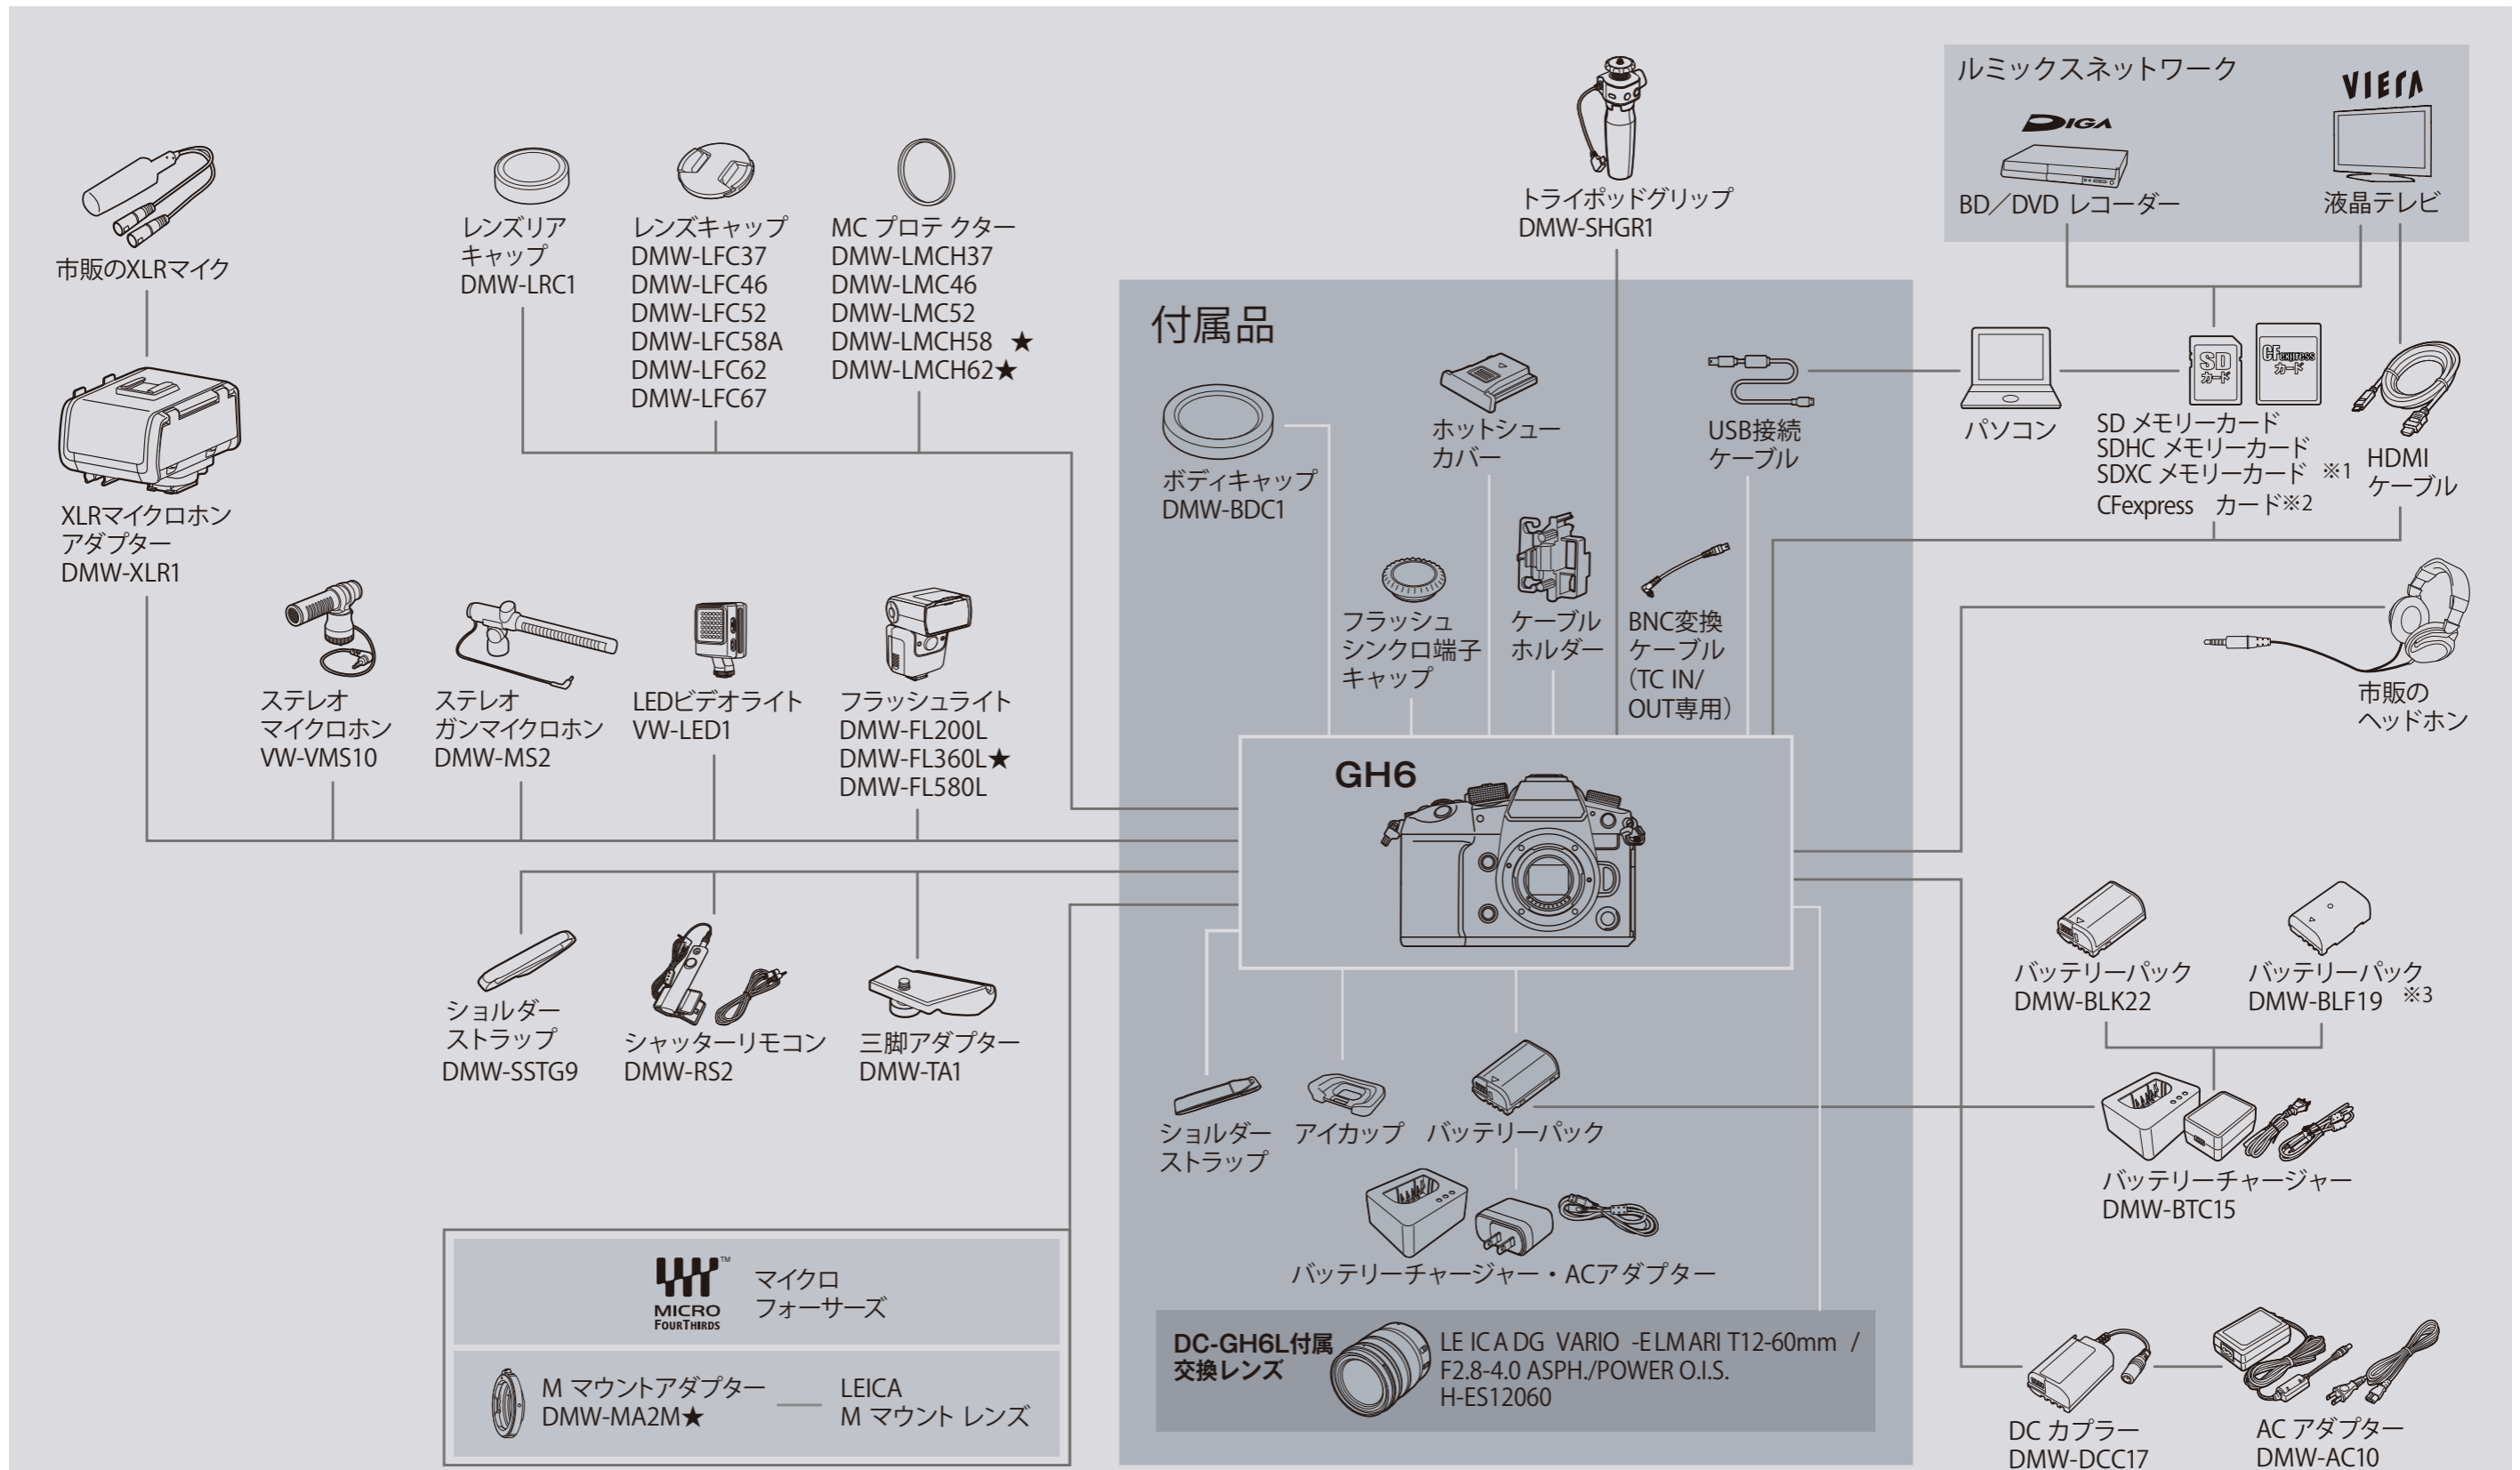 ルミックスネットワーク
VIERA
DIGA
BD／DVD レコーダー
液晶テレビ
トライポッドグリップ
DMW-SHGR1
市販のXLRマイク
レンズリア
キャップ
DMW-LRC1
レンズキャップ
DMW-LFC37
DMW-LFC46
DMW-LFC52
DMW-LFC58A
DMW-LFC62
DMW-LFC67
MC プロテ クター
DMW-LMCH37
DMW-LMC46
DMW-LMC52
DMW-LMCH58 ★
DMW-LMCH62★
XLRマイクロホン
アダプター
DMW-XLR1
付属品
ボディキャップ
DMW-BDC1
ホットシュー
カバー
USB接続
ケーブル
パソコン
SD
カード
CFexpress
カード
SD メモリーカード
SDHC メモリーカード
SDXC メモリーカード ※1
CFexpress カード※2
HDMI
ケーブル
フラッシュ
シンクロ端子
キャップ
ケーブル
ホルダー
BNC変換
ケーブル
（TC IN/
OUT専用）
市販の
ヘッドホン
ステレオ
マイクロホン
VW-VMS10
ステレオ
ガンマイクロホン
DMW-MS2
LEDビデオライト
VW-LED1
フラッシュライト
DMW-FL200L
DMW-FL360L★
DMW-FL580L
GH6
ショルダー
ストラップ
DMW-SSTG9
シャッターリモコン
DMW-RS2
三脚アダプター
DMW-TA1
バッテリーパック
DMW-BLK22
バッテリーパック
DMW-BLF19 ※3
ショルダー
ストラップ
アイカップ
バッテリーパック
バッテリーチャージャー
DMW-BTC15
バッテリーチャージャー・ACアダプター
MICRO
FOURTHIRDS
TM
マイクロ
フォーサーズ
M マウントアダプター
DMW-MA2M★
LEICA
M マウント レンズ
DC-GH6L付属
交換レンズ
LE IC A DG VARIO -E LM ARI T12-60mm /
F2.8-4.0 ASPH./POWER O.I.S.
H-ES12060
DC カプラー
DMW-DCC17
AC アダプター
DMW-AC10